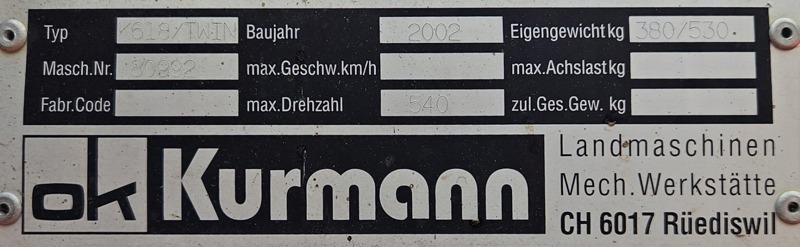 Typ K618/TWIN Baujahr 2002 Eigengewicht kg 380/530
Masch.Nr. 80892 max.Geschw.km/h max.Achslast kg
Fabr.Code max.Drehzahl 540 zul.Ges.Gew. kg
ok Kurmann
Landmaschinen
Mech.Werkstätte
CH 6017 Rüediswil